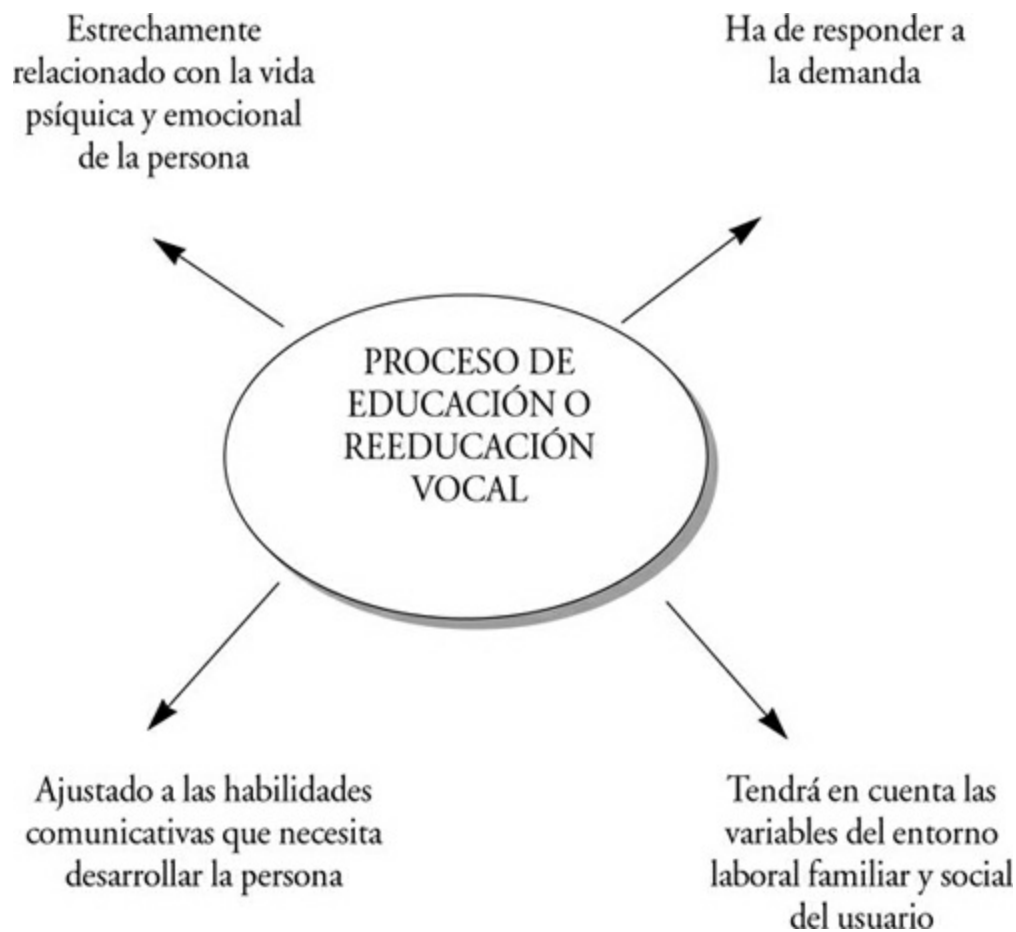 Estrechamente
relacionado con la vida
psíquica y emocional
de la persona
Ha de responder a
la demanda
PROCESO DE
EDUCACIÓN O
REEDUCACIÓN
VOCAL
Ajustado a las habilidades
comunicativas que necesita
desarrollar la persona
Tendrá en cuenta las
variables del entorno
laboral familiar y social
del usuario